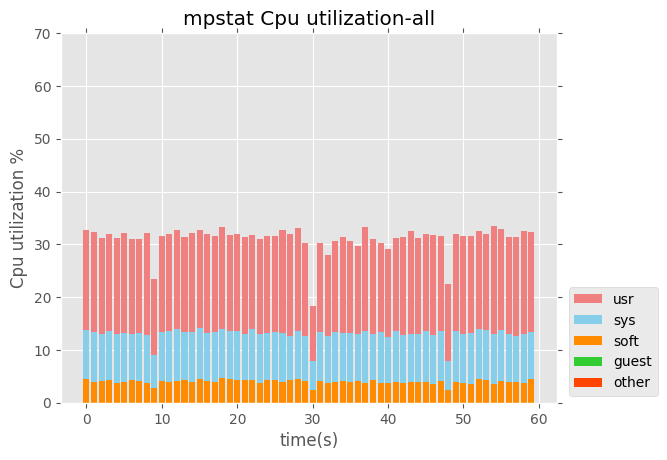 mpstat Cpu utilization-all
70
60
50
40
30
20
10
0
Cpu utilization %
0 10 20 30 40 50 60
time(s)
usr
sys
soft
guest
other